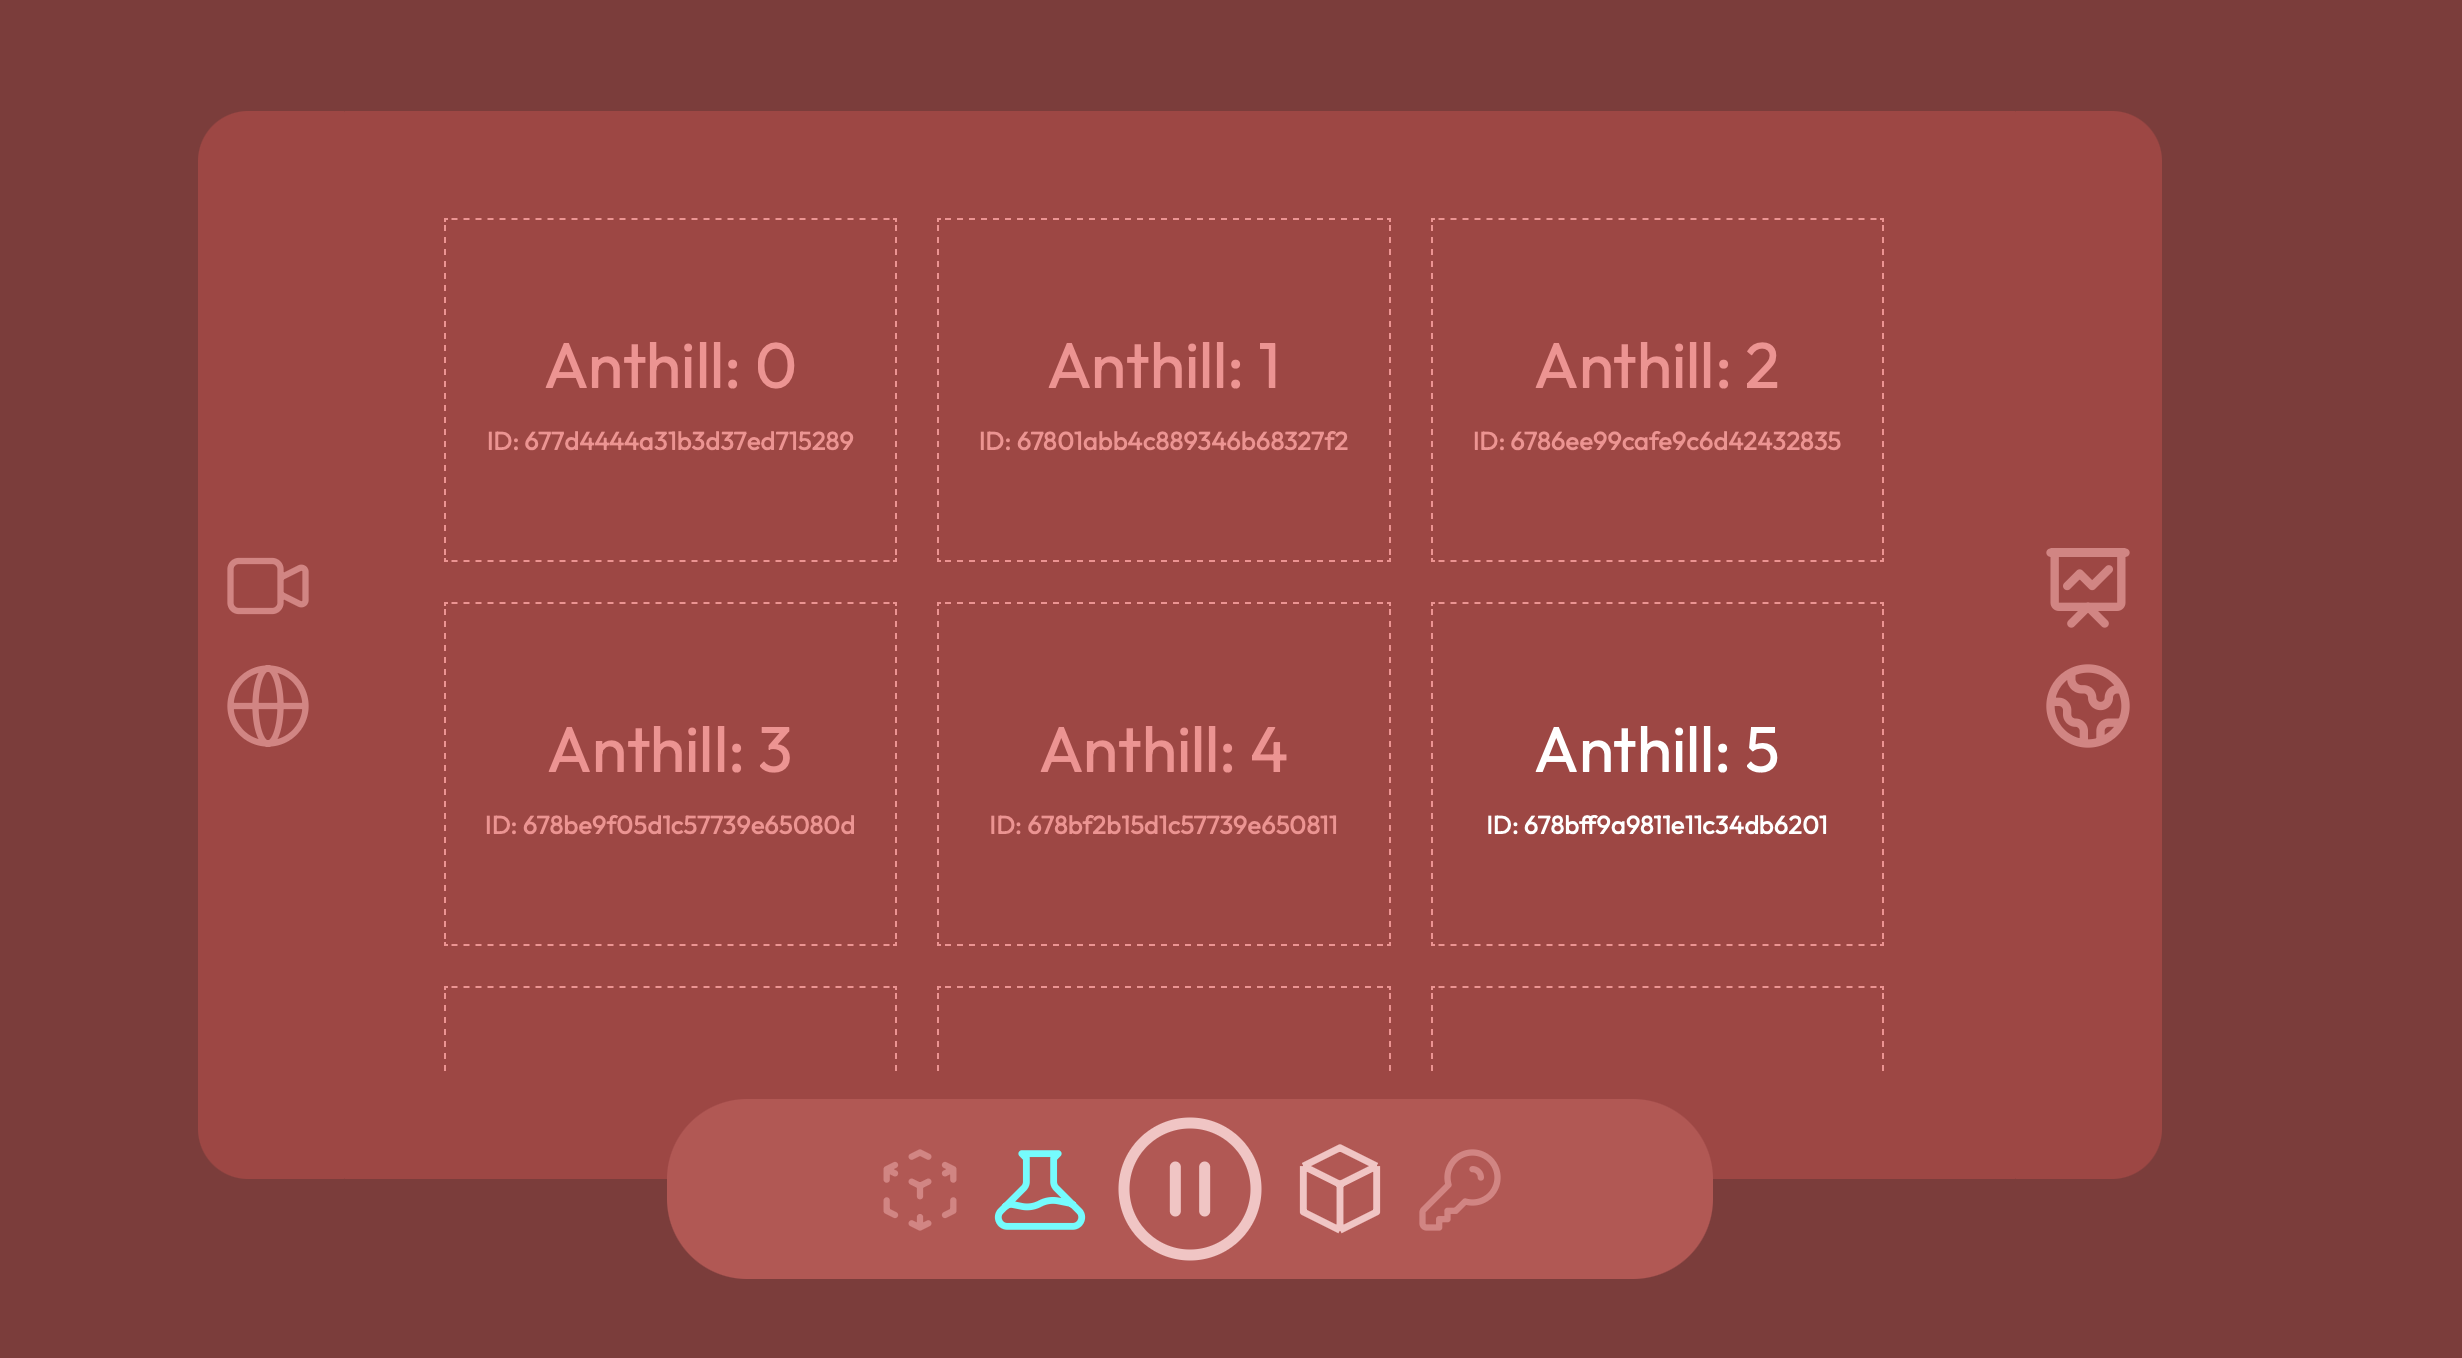 Anthill: 0
ID: 677d4444a31b3d37ed715289
Anthill: 1
ID: 67801abb4c889346b68327f2
Anthill: 2
ID: 6786ee99cafe9c6d42432835
Anthill: 3
ID: 678be9f05d1c57739e65080d
Anthill: 4
ID: 678bf2b15d1c57739e650811
Anthill: 5
ID: 678bff9a9811e11c34db6201